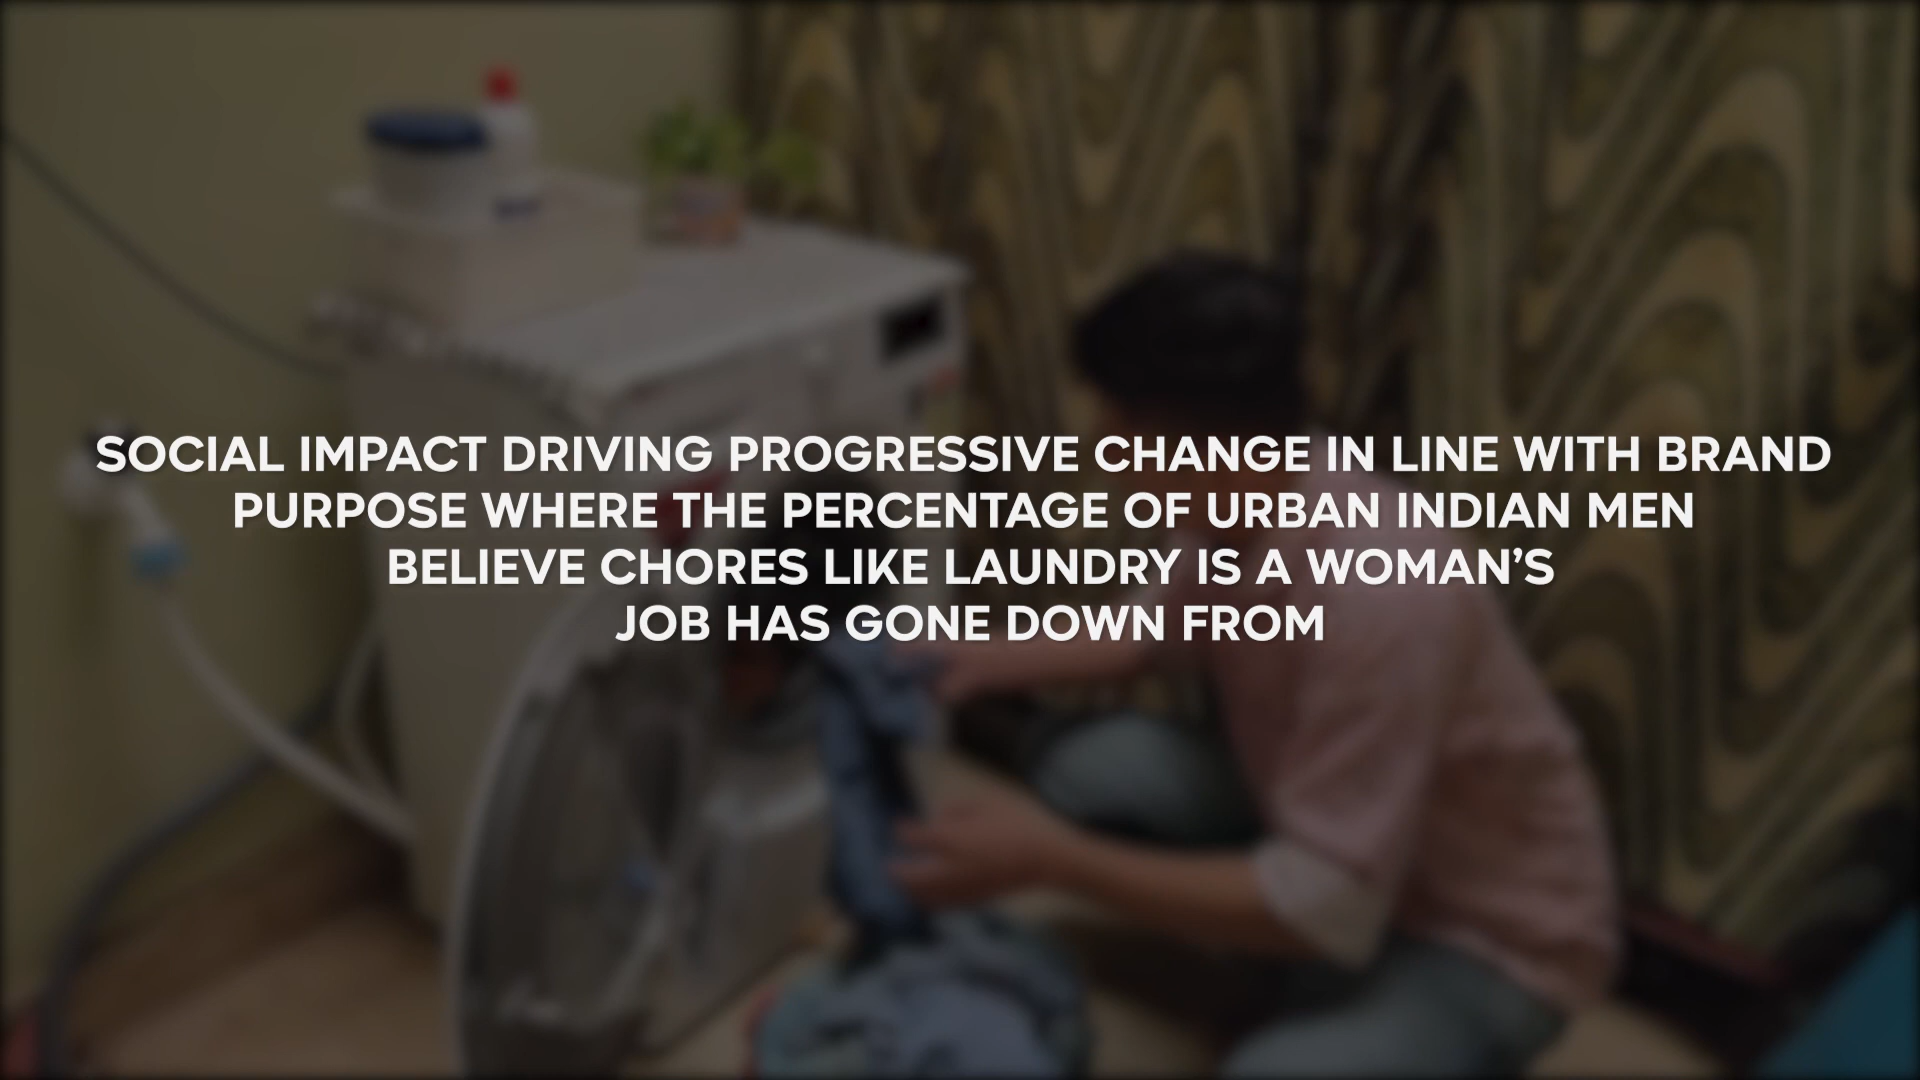 SOCIAL IMPACT DRIVING PROGRESSIVE CHANGE IN LINE WITH BRAND
PURPOSE WHERE THE PERCENTAGE OF URBAN INDIAN MEN
BELIEVE CHORES LIKE LAUNDRY IS A WOMAN’S
JOB HAS GONE DOWN FROM